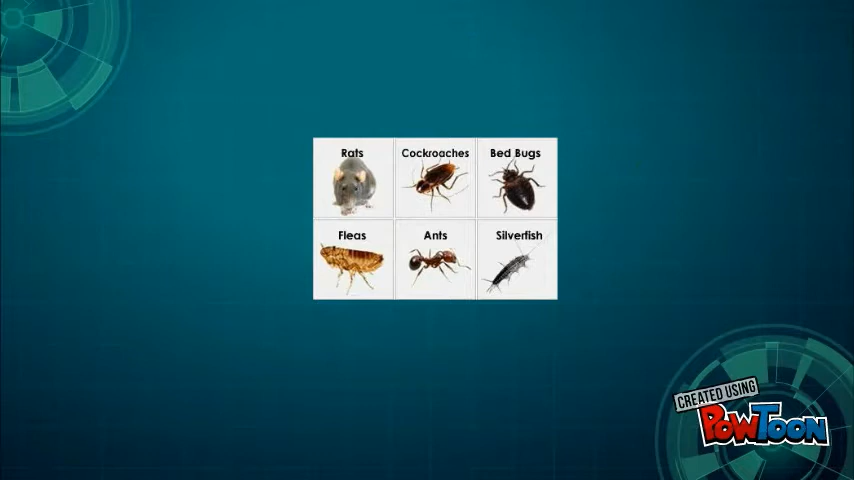 Rats
Cockroaches
Bed Bugs
Fleas
Ants
Silverfish
CREATED USING
POWTOON